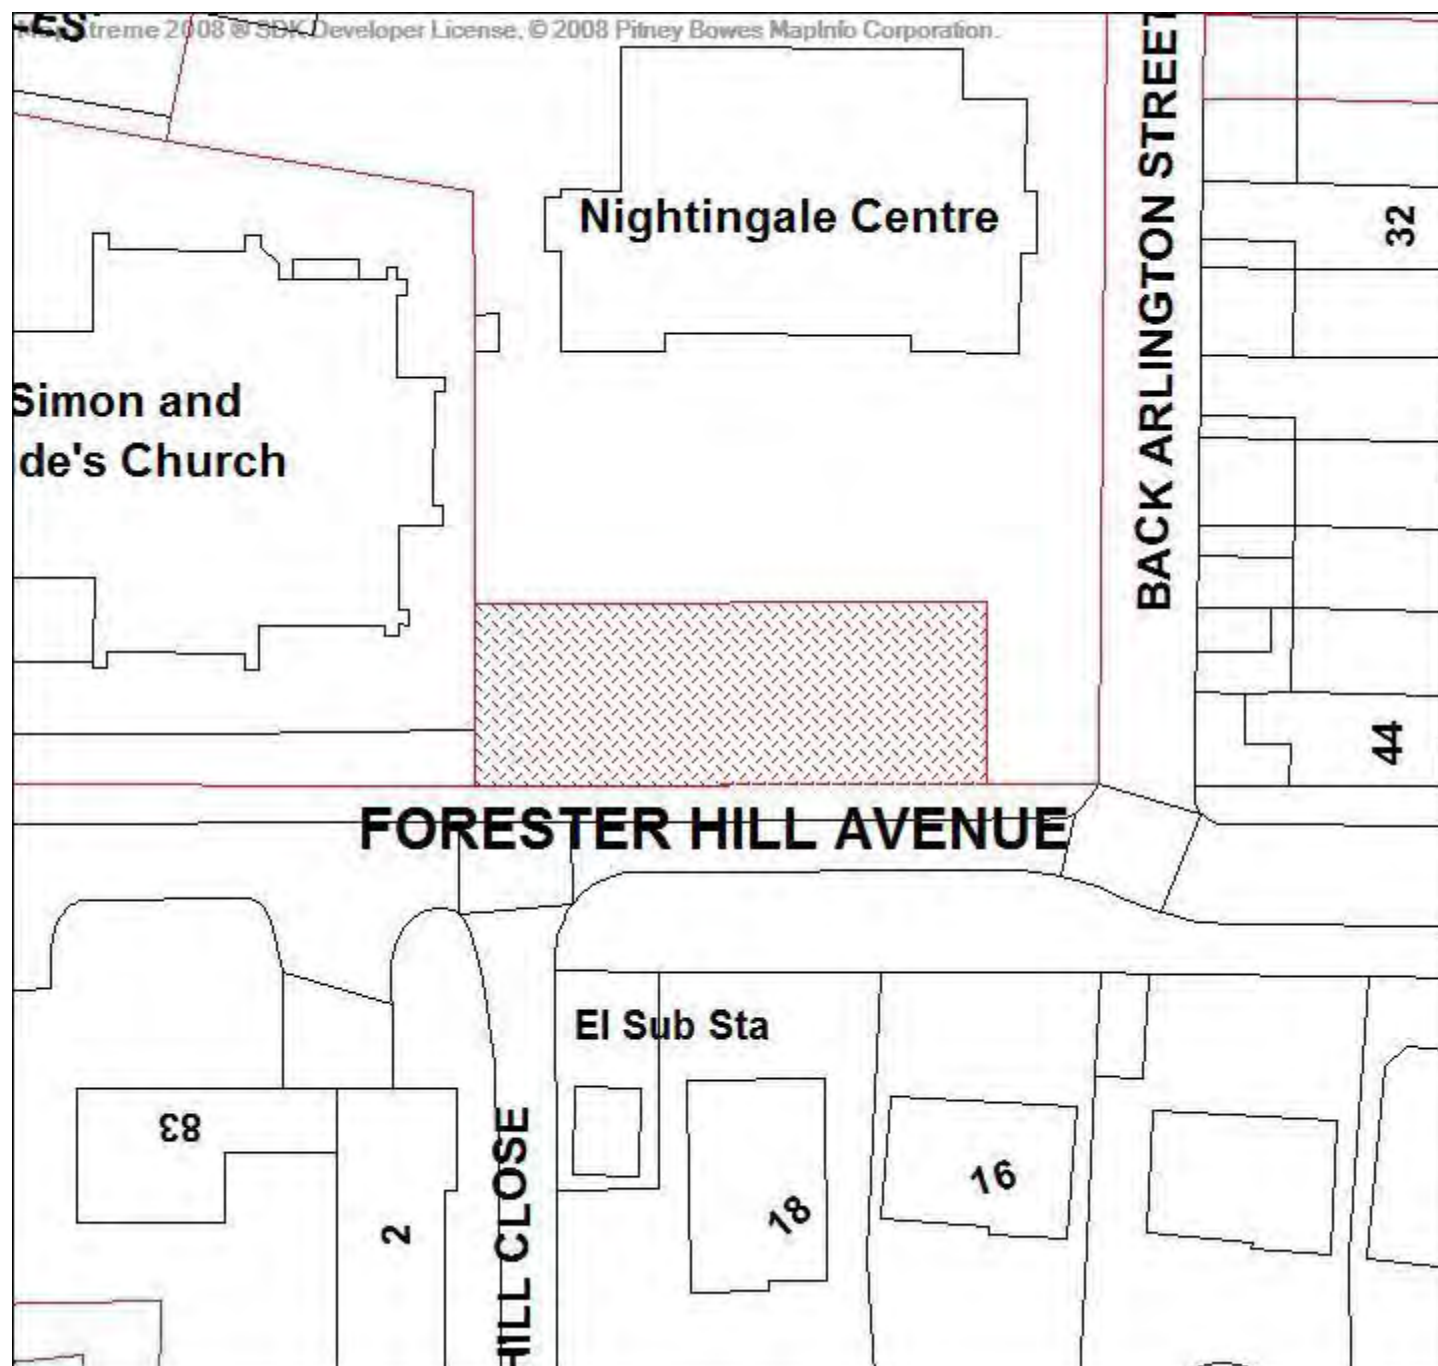 ES
treme 2008 ® SDK Developer License, © 2008 Pitney Bowes MapInfo Corporation.
BACK ARLINGTON STREET
Nightingale Centre
32
Simon and
de's Church
44
FORESTER HILL AVENUE
El Sub Sta
83
2
HILL CLOSE
18
16